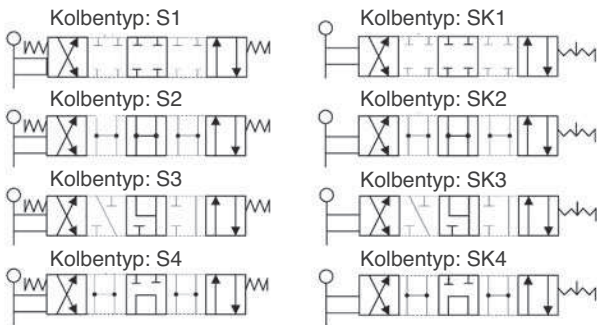 Kolbentyp: S1
Kolbentyp: SK1
Kolbentyp: S2
Kolbentyp: SK2
Kolbentyp: S3
Kolbentyp: SK3
Kolbentyp: S4
Kolbentyp: SK4